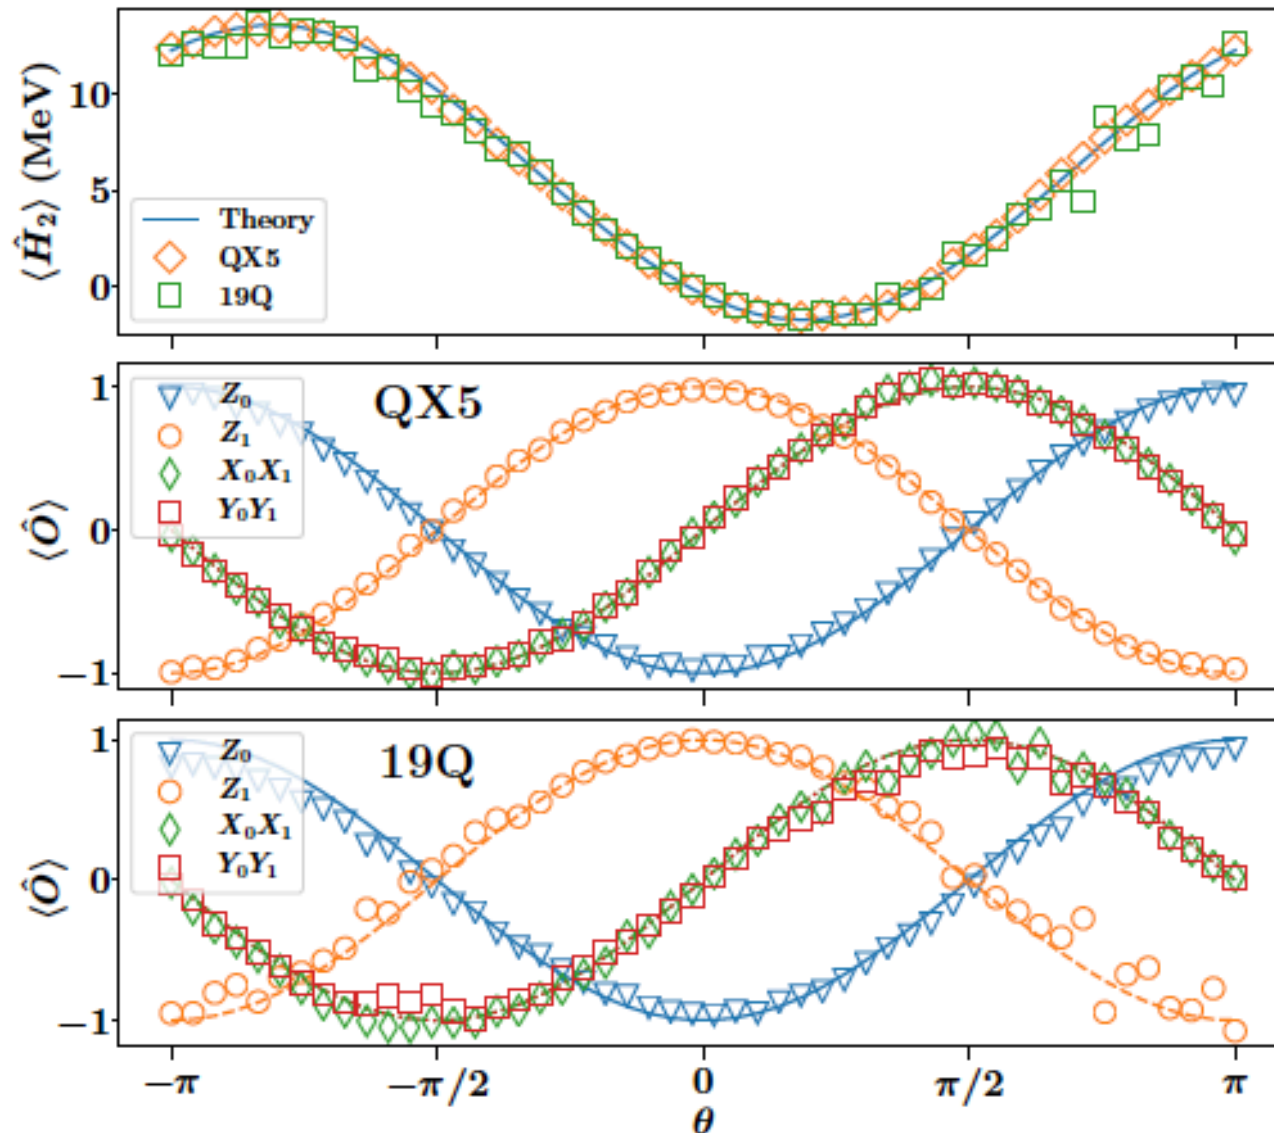 ⟨Ĥ₂⟩ (MeV)
10
5
0
Theory
QX5
19Q
⟨Ô⟩
1
0
−1
Z₀
Z₁
X₀X₁
Y₀Y₁
QX5
⟨Ô⟩
1
0
−1
Z₀
Z₁
X₀X₁
Y₀Y₁
19Q
−π −π/2 0 π/2 π
θ